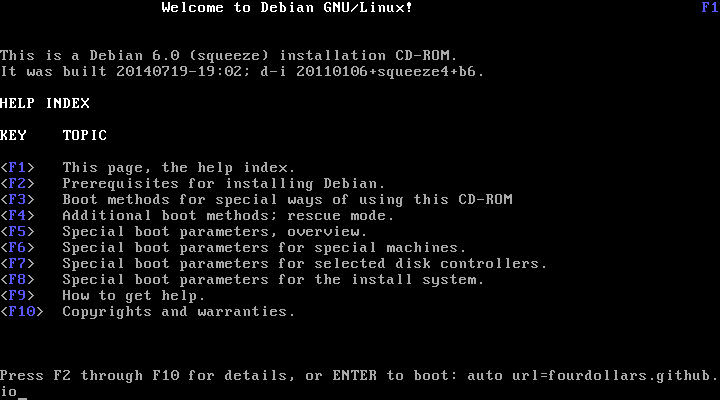 Welcome to Debian GNU/Linux! F1
This is a Debian 6.0 (squeeze) installation CD-ROM.
It was built 20140719-19:02; d-i 20110106+squeeze4+b6.
HELP INDEX
KEY TOPIC
<F1> This page, the help index.
<F2> Prerequisites for installing Debian.
<F3> Boot methods for special ways of using this CD-ROM
<F4> Additional boot methods; rescue mode.
<F5> Special boot parameters, overview.
<F6> Special boot parameters for special machines.
<F7> Special boot parameters for selected disk controllers.
<F8> Special boot parameters for the install system.
<F9> How to get help.
<F10> Copyrights and warranties.
Press F2 through F10 for details, or ENTER to boot: auto url=fourdollars.github.
io_